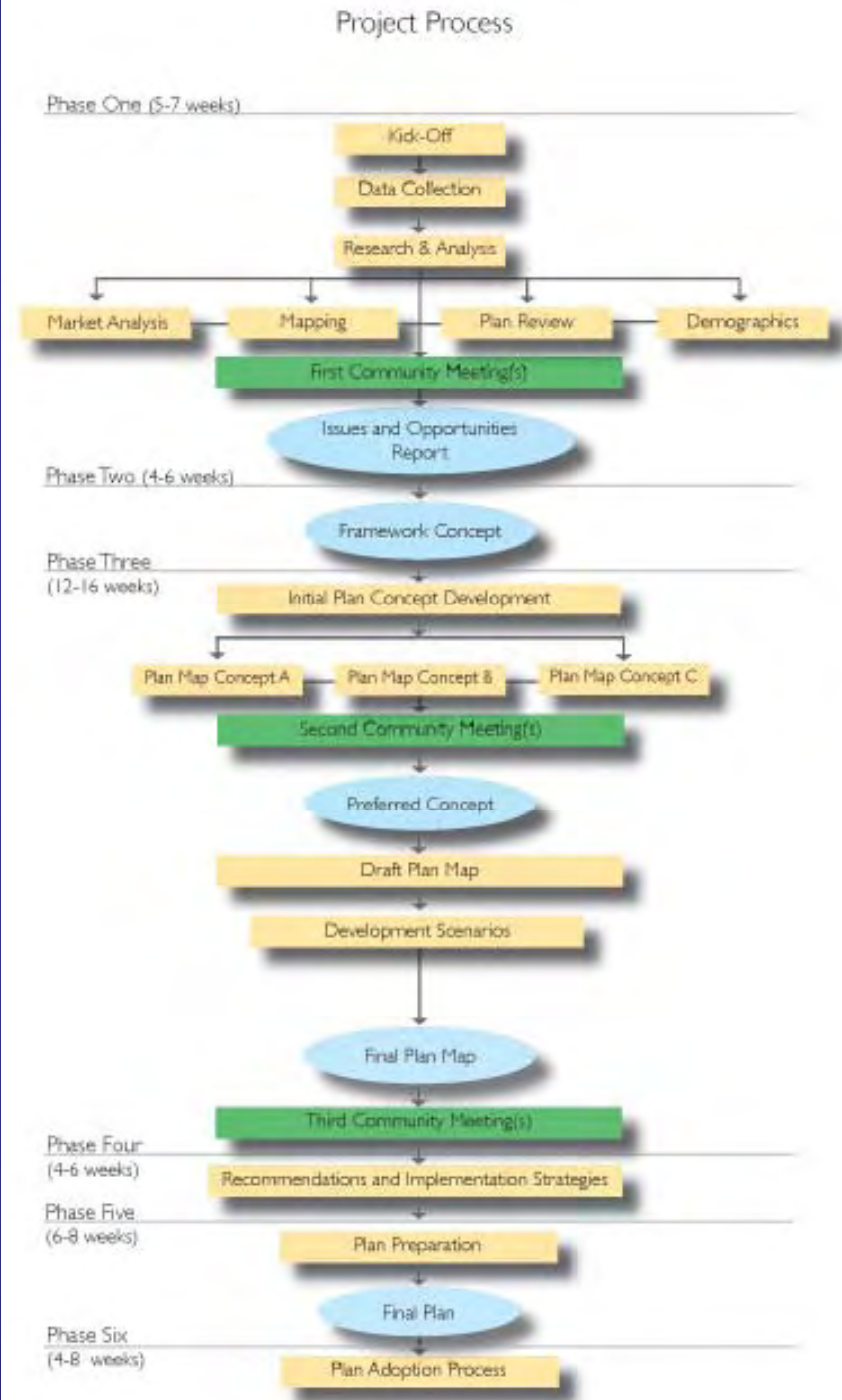 Project Process
Phase One (5-7 weeks)
Kick-Off
Data Collection
Research & Analysis
Market Analysis
Mapping
Plan Review
Demographics
First Community Meeting(s)
Issues and Opportunities
Report
Phase Two (4-6 weeks)
Framework Concept
Phase Three
(12-16 weeks)
Initial Plan Concept Development
Plan Map Concept A
Plan Map Concept B
Plan Map Concept C
Second Community Meeting(s)
Preferred Concept
Draft Plan Map
Development Scenarios
Final Plan Map
Third Community Meeting(s)
Phase Four
(4-6 weeks)
Recommendations and Implementation Strategies
Phase Five
(6-8 weeks)
Plan Preparation
Final Plan
Phase Six
(4-8 weeks)
Plan Adoption Process